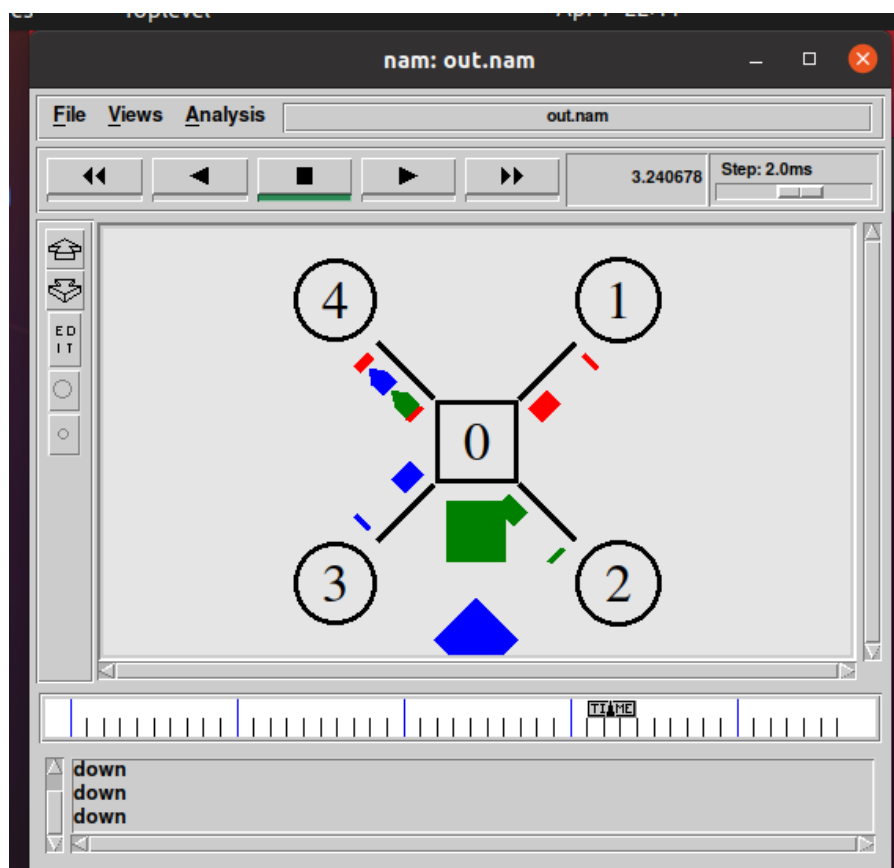 Toplevel
nam: out.nam
File Views Analysis out.nam
3.240678 Step: 2.0ms
ED
IT
4 1
0
3 2
TIME
down
down
down